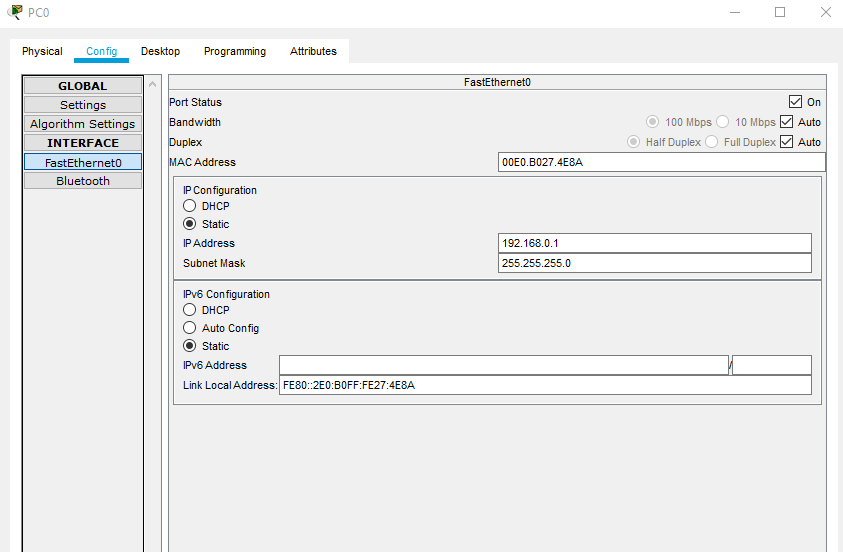 PC0
Physical Config Desktop Programming Attributes
GLOBAL
Settings
Algorithm Settings
INTERFACE
FastEthernet0
Bluetooth
FastEthernet0
Port Status On
Bandwidth 100 Mbps 10 Mbps Auto
Duplex Half Duplex Full Duplex Auto
MAC Address 00E0.B027.4E8A
IP Configuration
DHCP
Static
IP Address 192.168.0.1
Subnet Mask 255.255.255.0
IPv6 Configuration
DHCP
Auto Config
Static
IPv6 Address /
Link Local Address: FE80::2E0:B0FF:FE27:4E8A